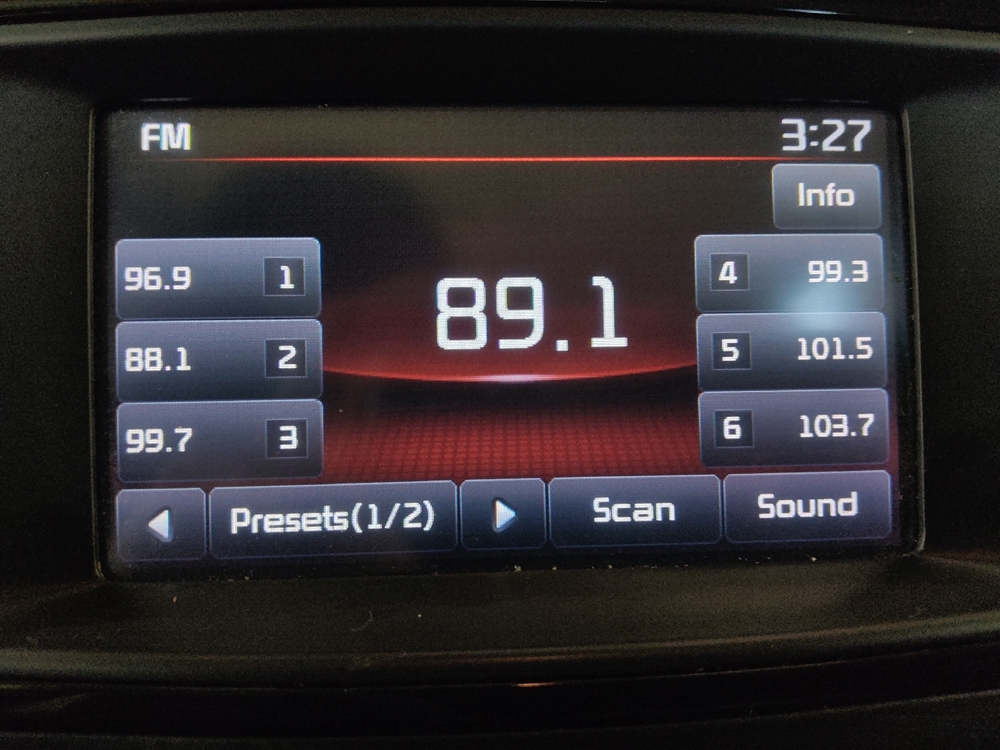 FM
3:27
Info
96.9 1
88.1 2
99.7 3
89.1
4 99.3
5 101.5
6 103.7
Presets(1/2)
Scan
Sound